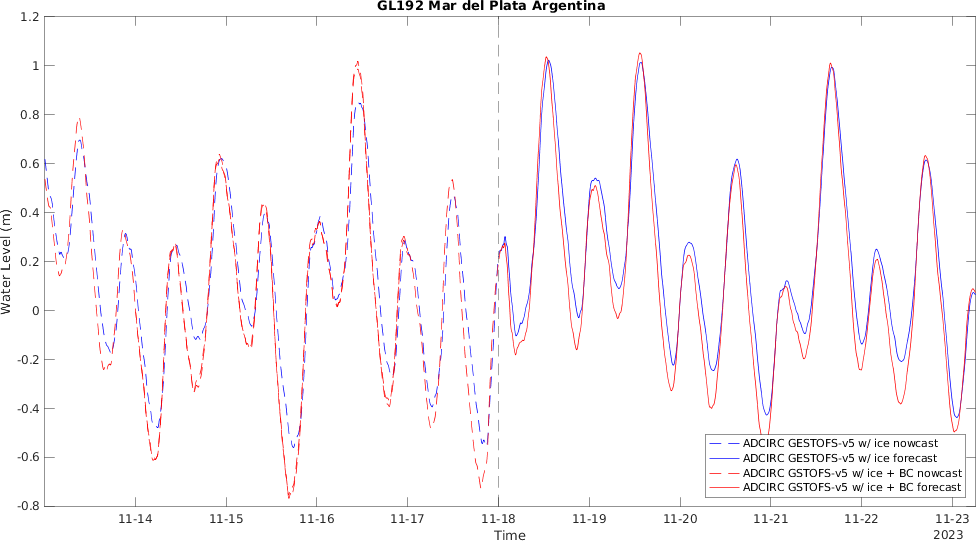 GL192 Mar del Plata Argentina
1.2
1
0.8
0.6
0.4
0.2
0
-0.2
-0.4
-0.6
-0.8
Water Level (m)
ADCIRC GESTOFS-v5 w/ ice nowcast
ADCIRC GESTOFS-v5 w/ ice forecast
ADCIRC GSTOFS-v5 w/ ice + BC nowcast
ADCIRC GSTOFS-v5 w/ ice + BC forecast
11-14 11-15 11-16 11-17 11-18 11-19 11-20 11-21 11-22 11-23
Time
2023